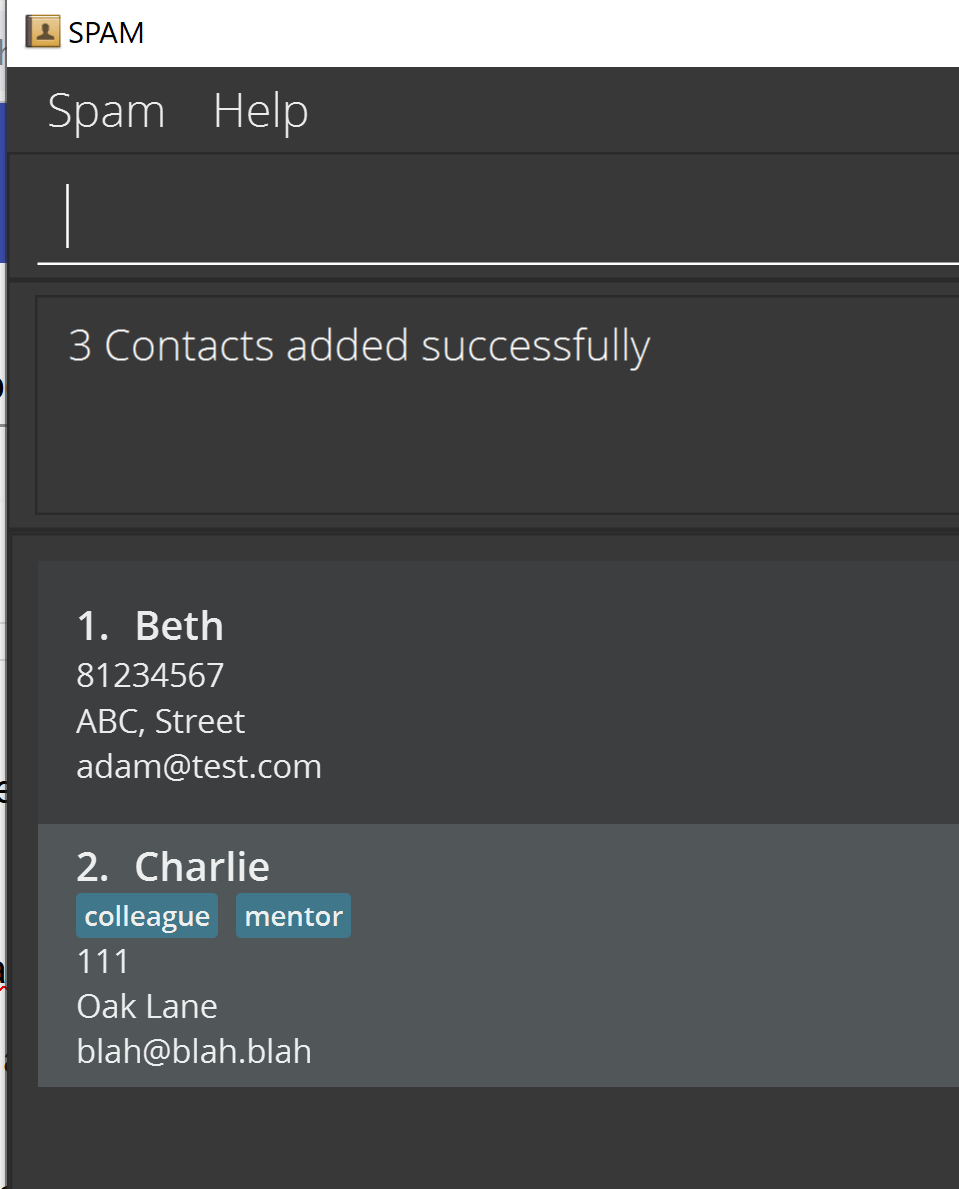 SPAM
Spam Help
3 Contacts added successfully
1. Beth
81234567
ABC, Street
adam@test.com
2. Charlie
colleague mentor
111
Oak Lane
blah@blah.blah